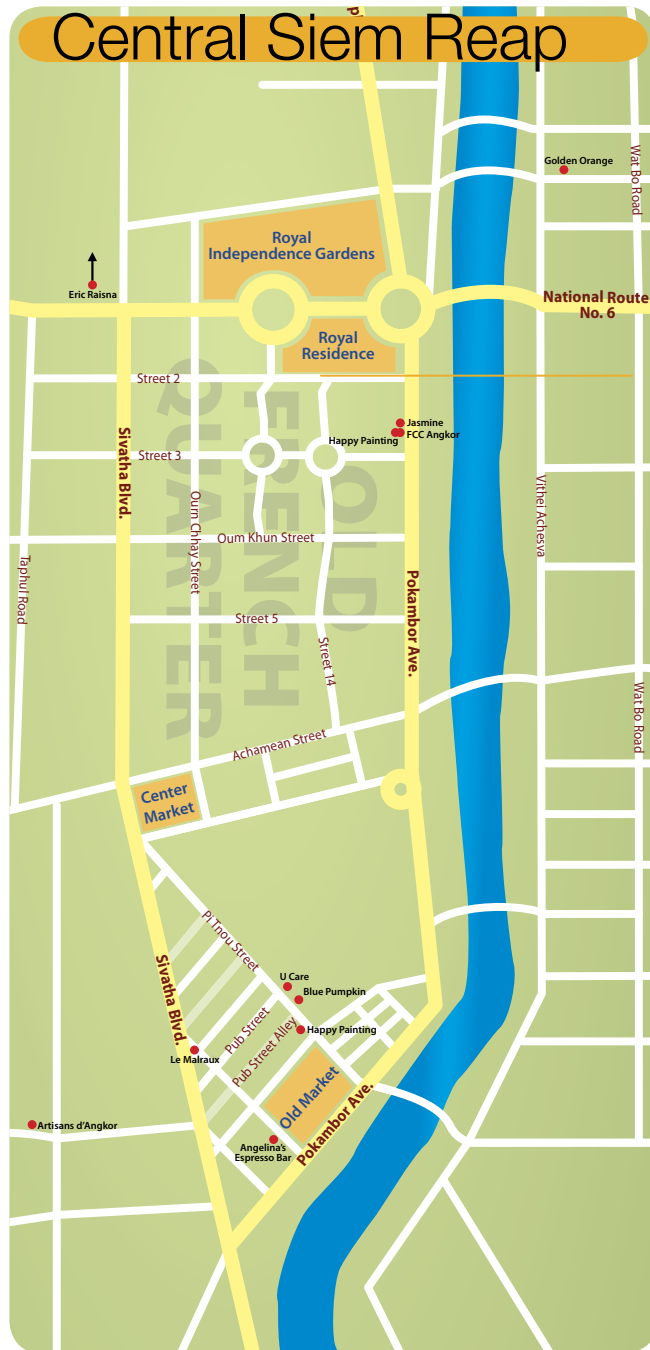 Central Siem Reap
Golden Orange
Wat Bo Road
Royal
Independence Gardens
Eric Raisna
National Route
No. 6
Royal
Residence
Street 2
Jasmine
FCC Angkor
Happy Painting
Street 3
Sivatha Blvd.
OLD
FRENCH
QUARTER
Oum Chhay Street
Vithei Achesva
Oum Khun Street
Taphul Road
Pokambor Ave.
Street 5
Street 14
Wat Bo Road
Achamean Street
Center
Market
Pi Tnou Street
Sivatha Blvd.
U Care
Blue Pumpkin
Pub Street
Happy Painting
Pub Street Alley
Le Malraux
Old Market
Pokambor Ave.
Artisans d'Angkor
Angelina's
Espresso Bar